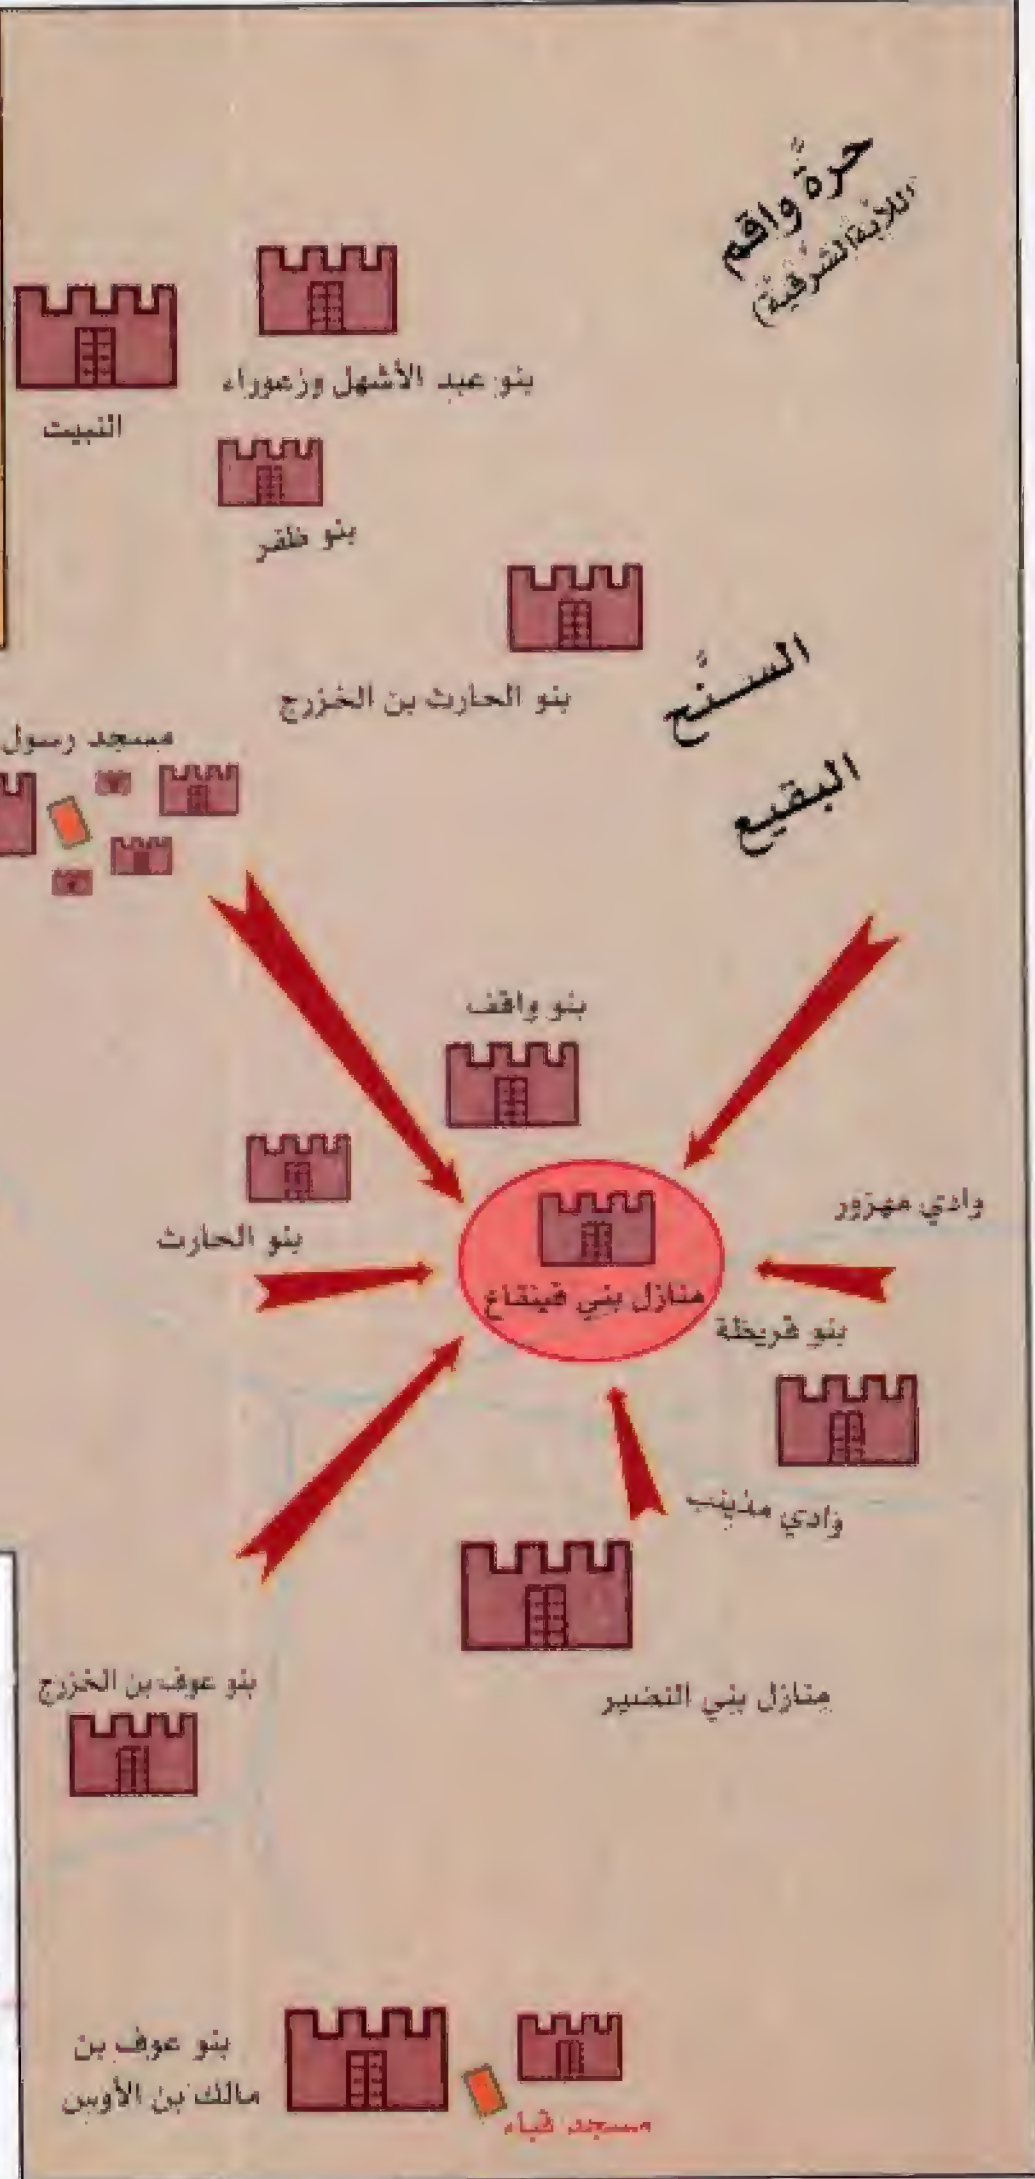 حرّة واقم
(اللابة الشرقية)
بنو عبد الأشهل وزعوراء
النبيت
بنو ظفر
السنّح
بنو الحارث بن الخزرج
مسجد رسول
البقيع
بنو واقف
وادي مهزور
بنو الحارث
منازل بني قينقاع
بنو قريظة
وادي مذينب
بنو عوف بن الخزرج
منازل بني النضير
بنو عوف بن
مالك بن الأوس
مسجد قباء